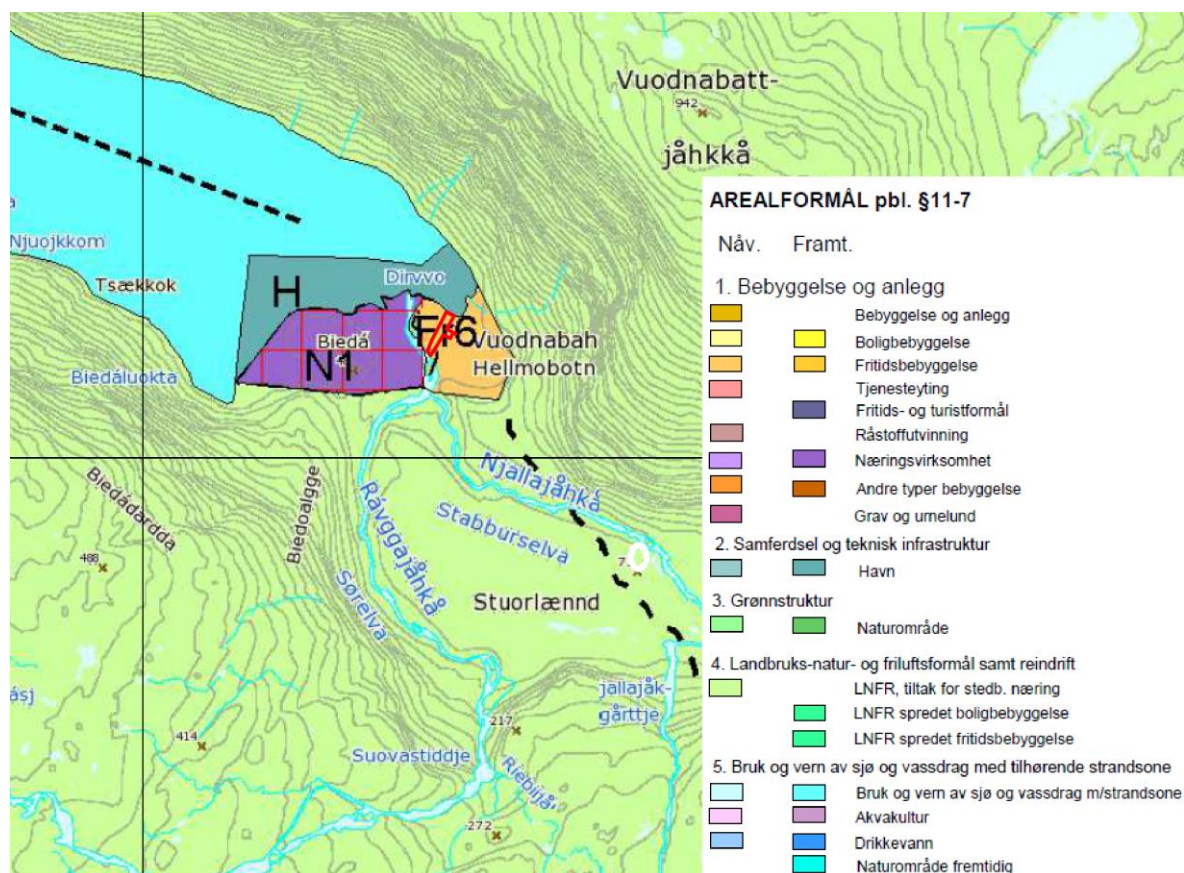 Vuodnabatt-
942
jåhkkå
a
Njuojkkom
Tsækkok
Dirvvo
H
Biedá
N1
Fr6
Vuodnabah
Hellmobotn
Biedáluokta
Biedádardda
Biedoalgge
488
Rávggajåhkå
Sørelva
Njallajåhkå
Stabburselva
Stuorlænnd
ásj
414
217
jallajåk-
gårttje
Suovastiddje
272
AREALFORMÅL pbl. §11-7
Nåv. Framt.
1. Bebyggelse og anlegg
Bebyggelse og anlegg
Boligbebyggelse
Fritidsbebyggelse
Tjenesteyting
Fritids- og turistformål
Råstoffutvinning
Næringsvirksomhet
Andre typer bebyggelse
Grav og urnelund
2. Samferdsel og teknisk infrastruktur
Havn
3. Grønnstruktur
Naturområde
4. Landbruks-natur- og friluftsformål samt reindrift
LNFR, tiltak for stedb. næring
LNFR spredet boligbebyggelse
LNFR spredet fritidsbebyggelse
5. Bruk og vern av sjø og vassdrag med tilhørende strandsone
Bruk og vern av sjø og vassdrag m/strandsone
Akvakultur
Drikkevann
Naturområde fremtidig